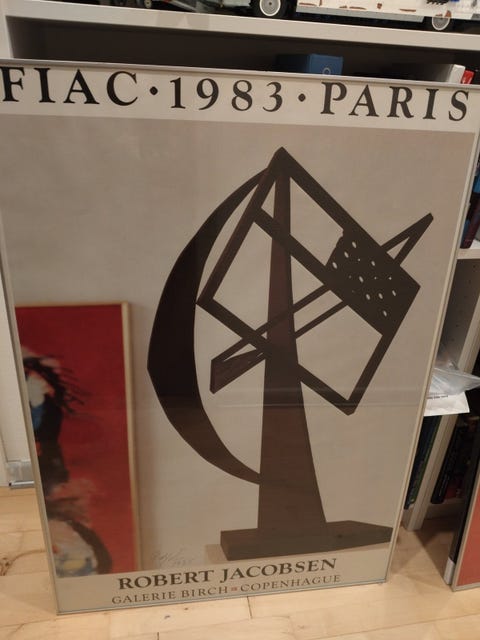 FIAC · 1983 · PARIS
ROBERT JACOBSEN
GALERIE BIRCH = COPENHAGUE